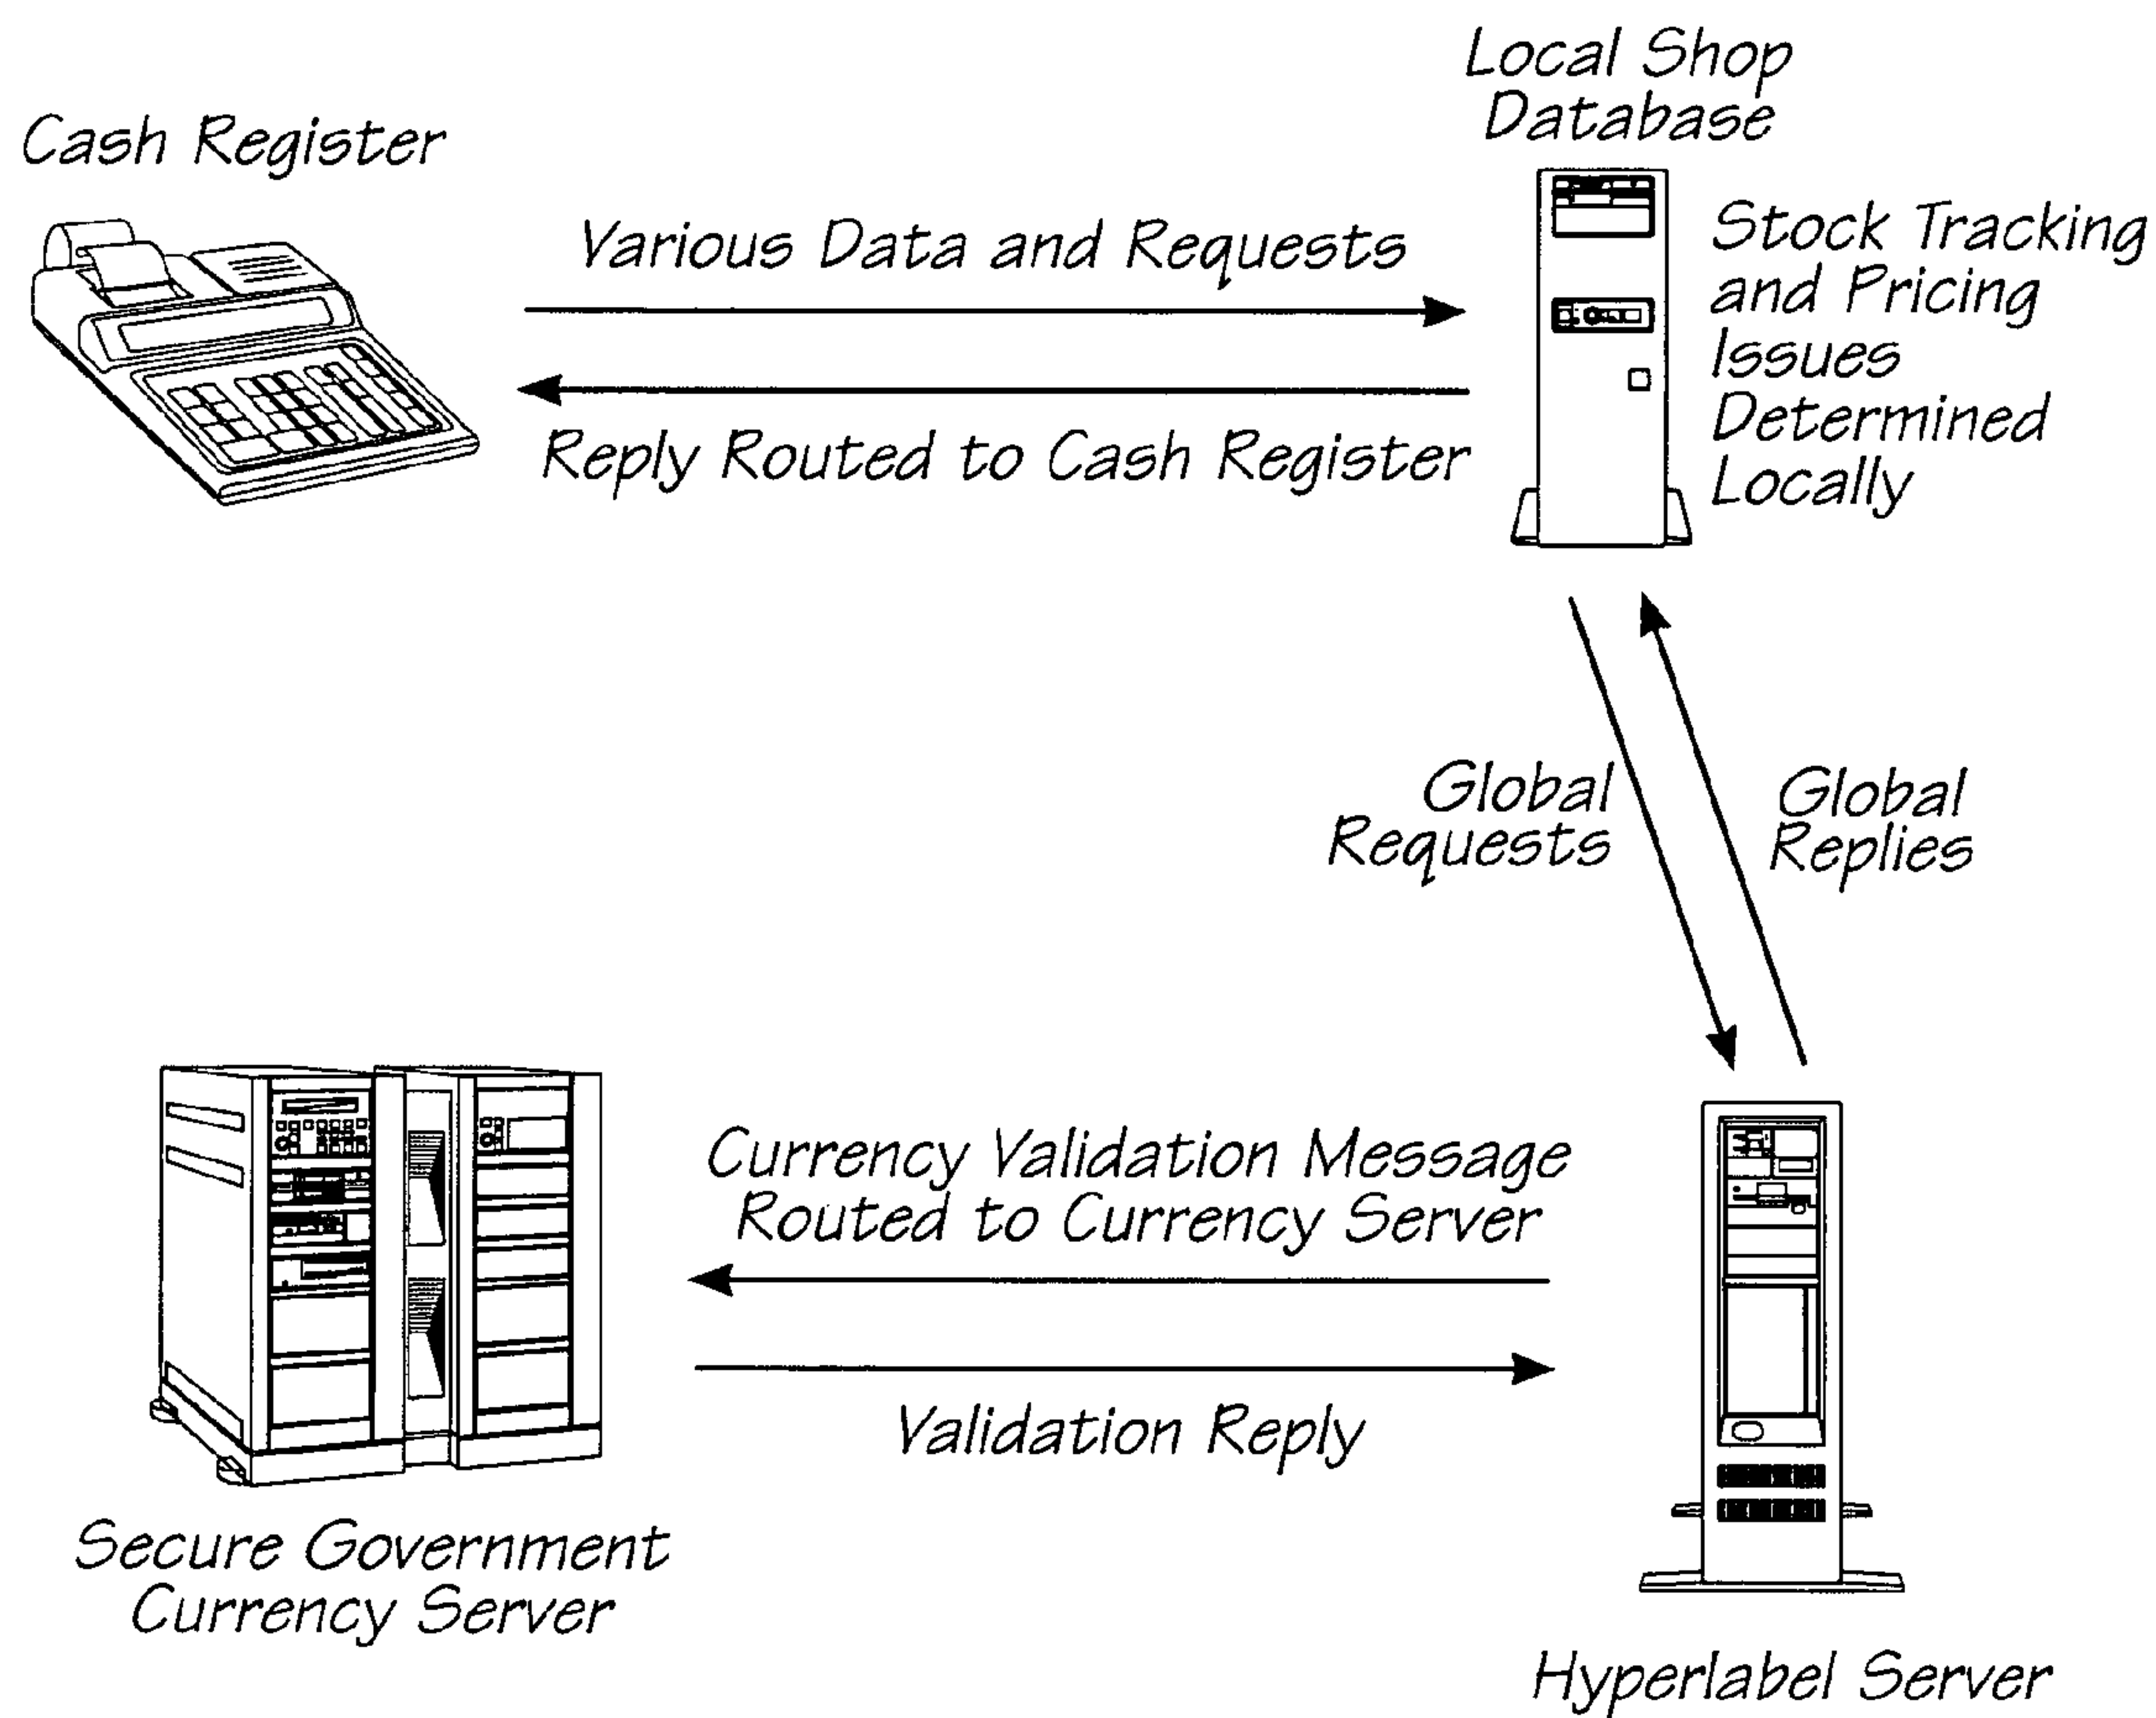 Local Shop
Database
Cash Register
Various Data and Requests
Stock Tracking
and Pricing
Issues
Determined
Locally
Reply Routed to Cash Register
Global
Requests
Global
Replies
Currency Validation Message
Routed to Currency Server
Validation Reply
Secure Government
Currency Server
Hyperlabel Server